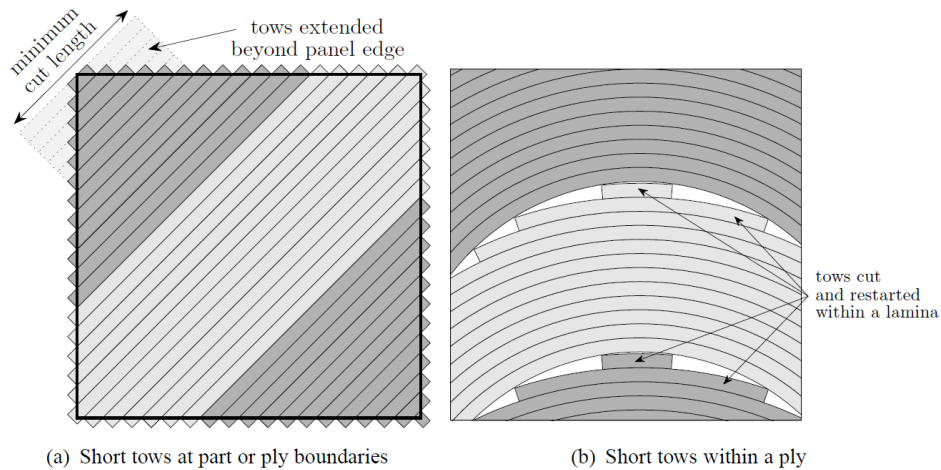 tows extended
beyond panel edge
minimum
cut length
tows cut
and restarted
within a lamina
(a) Short tows at part or ply boundaries
(b) Short tows within a ply